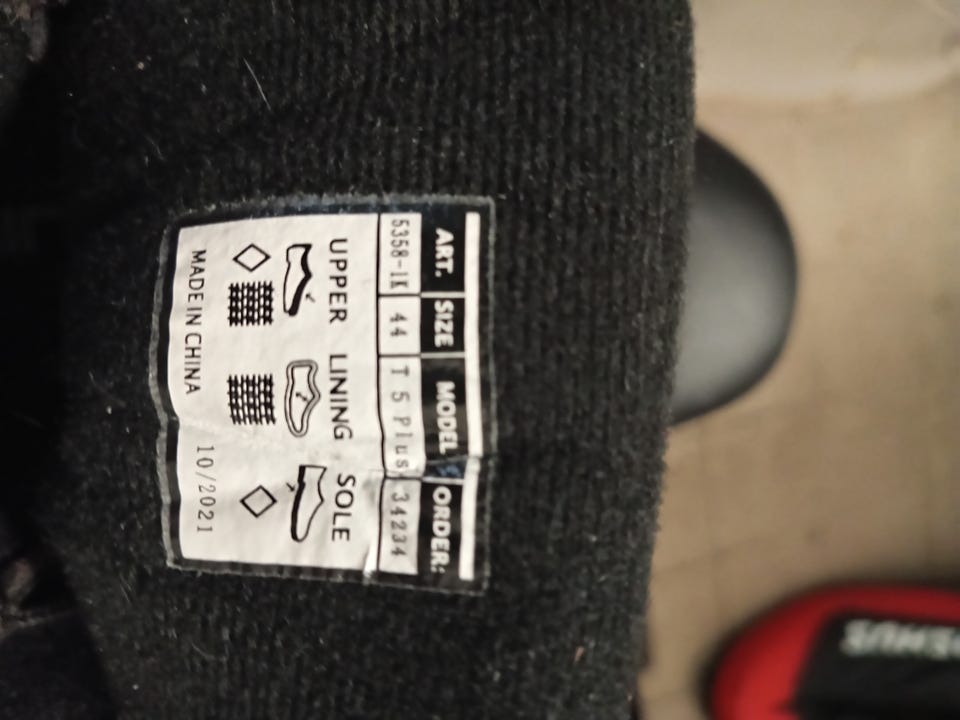 ART. SIZE MODEL ORDER:
5358-1K 44 T 5 Plus 34234
UPPER LINING SOLE
MADE IN CHINA 10/2021